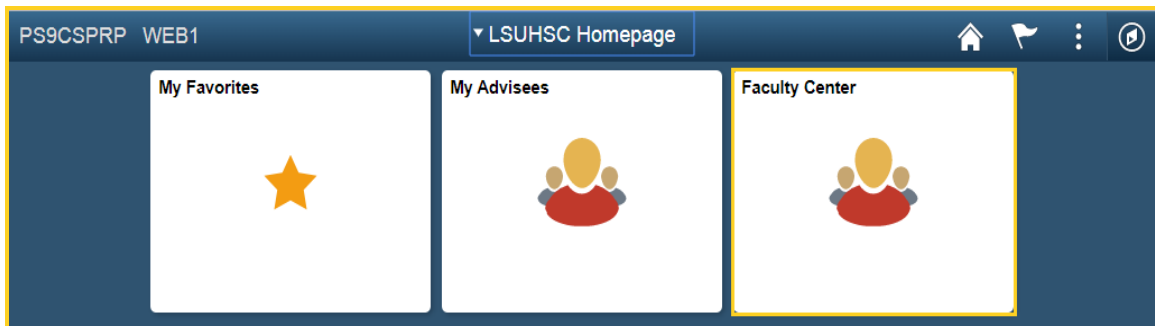 PS9CSPRP WEB1 LSUHSC Homepage
My Favorites My Advisees Faculty Center